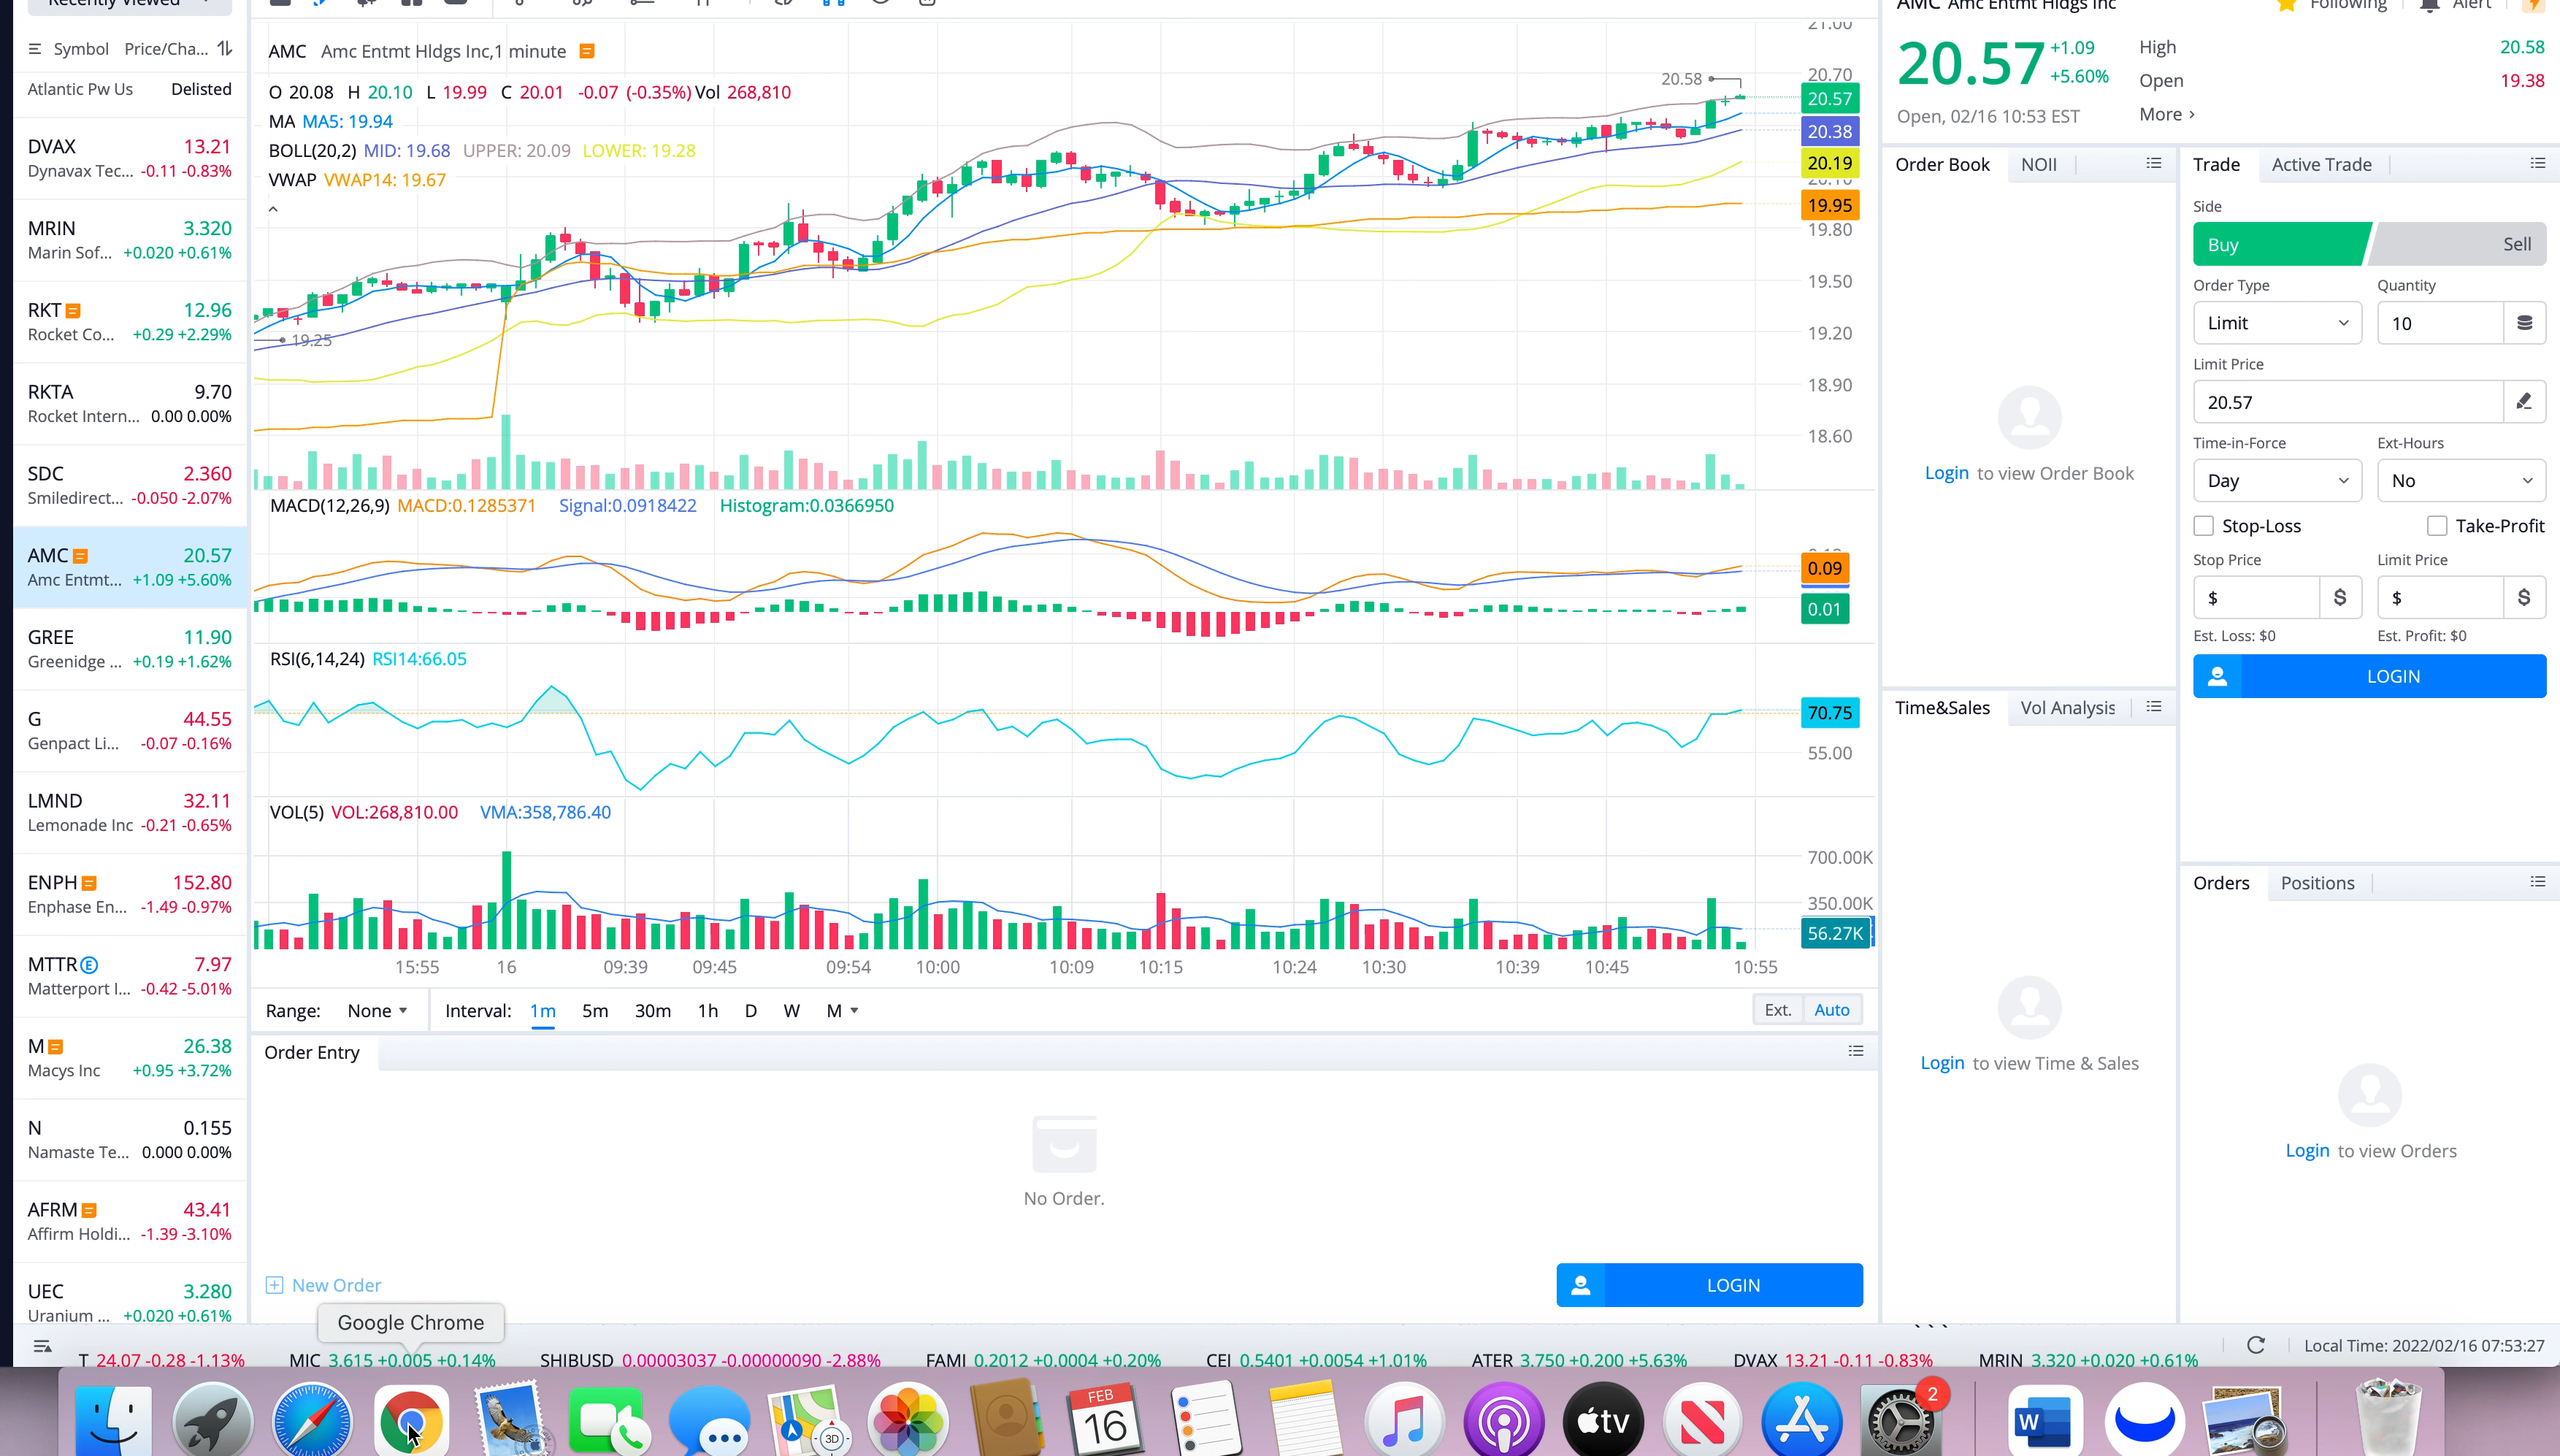 Recently Viewed
Symbol Price/Cha...
Atlantic Pw Us Delisted
DVAX 13.21
Dynavax Tec... -0.11 -0.83%
MRIN 3.320
Marin Sof... +0.020 +0.61%
RKT 12.96
Rocket Co... +0.29 +2.29%
RKTA 9.70
Rocket Intern... 0.00 0.00%
SDC 2.360
Smiledirect... -0.050 -2.07%
AMC 20.57
Amc Entmt... +1.09 +5.60%
GREE 11.90
Greenidge ... +0.19 +1.62%
G 44.55
Genpact Li... -0.07 -0.16%
LMND 32.11
Lemonade Inc -0.21 -0.65%
ENPH 152.80
Enphase En... -1.49 -0.97%
MTTR E 7.97
Matterport I... -0.42 -5.01%
M 26.38
Macys Inc +0.95 +3.72%
N 0.155
Namaste Te... 0.000 0.00%
AFRM 43.41
Affirm Holdi... -1.39 -3.10%
UEC 3.280
Uranium ... +0.020 +0.61%
AMC Amc Entmt Hldgs Inc,1 minute
O 20.08 H 20.10 L 19.99 C 20.01 -0.07 (-0.35%) Vol 268,810
MA MA5: 19.94
BOLL(20,2) MID: 19.68 UPPER: 20.09 LOWER: 19.28
VWAP VWAP14: 19.67
20.58
19.25
21.00
20.70
20.57
20.38
20.19
20.10
19.95
19.80
19.50
19.20
18.90
18.60
MACD(12,26,9) MACD:0.1285371 Signal:0.0918422 Histogram:0.0366950
0.09
0.01
RSI(6,14,24) RSI14:66.05
70.75
55.00
VOL(5) VOL:268,810.00 VMA:358,786.40
700.00K
350.00K
56.27K
15:55 16 09:39 09:45 09:54 10:00 10:09 10:15 10:24 10:30 10:39 10:45 10:55
Range: None Interval: 1m 5m 30m 1h D W M Ext. Auto
Order Entry
No Order.
New Order
LOGIN
AMC Amc Entmt Hldgs Inc Following Alert
20.57 +1.09
+5.60%
Open, 02/16 10:53 EST
High 20.58
Open 19.38
More
Order Book NOII
Login to view Order Book
Time&Sales Vol Analysis
Login to view Time & Sales
Trade Active Trade
Side
Buy Sell
Order Type Quantity
Limit 10
Limit Price
20.57
Time-in-Force Ext-Hours
Day No
Stop-Loss Take-Profit
Stop Price Limit Price
$ $ $ $
Est. Loss: $0 Est. Profit: $0
LOGIN
Orders Positions
Login to view Orders
Google Chrome
T 24.07 -0.28 -1.13% MIC 3.615 +0.005 +0.14% SHIBUSD 0.00003037 -0.00000090 -2.88% FAMI 0.2012 +0.0004 +0.20% CEI 0.5401 +0.0054 +1.01% ATER 3.750 +0.200 +5.63% DVAX 13.21 -0.11 -0.83% MRIN 3.320 +0.020 +0.61%
Local Time: 2022/02/16 07:53:27
3D
FEB
16
tv
2
W